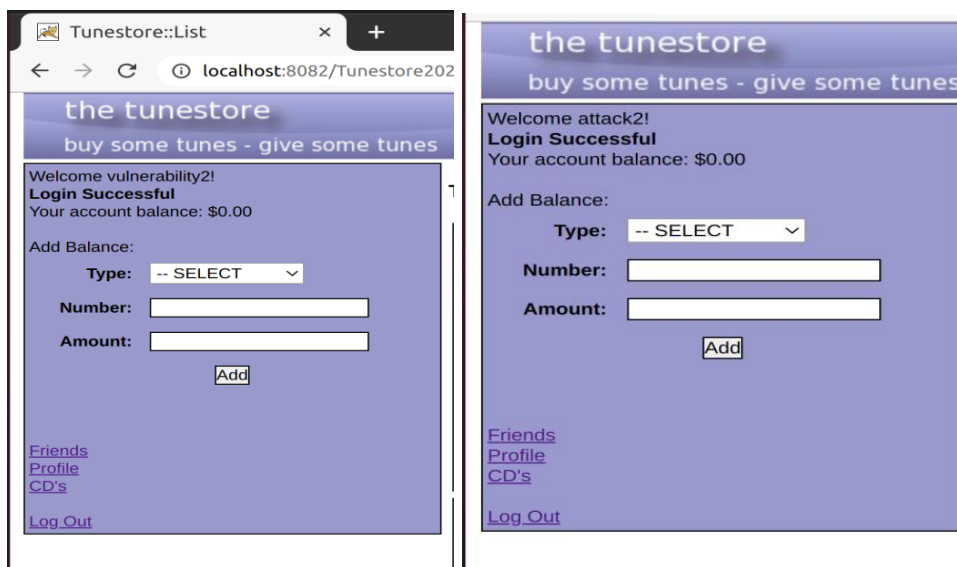 Tunestore::List
localhost:8082/Tunestore202
the tunestore
buy some tunes - give some tunes
Welcome vulnerability2!
Login Successful
Your account balance: $0.00
Add Balance:
Type: -- SELECT
Number:
Amount:
Add
Friends
Profile
CD's
Log Out
the tunestore
buy some tunes - give some tunes
Welcome attack2!
Login Successful
Your account balance: $0.00
Add Balance:
Type: -- SELECT
Number:
Amount:
Add
Friends
Profile
CD's
Log Out